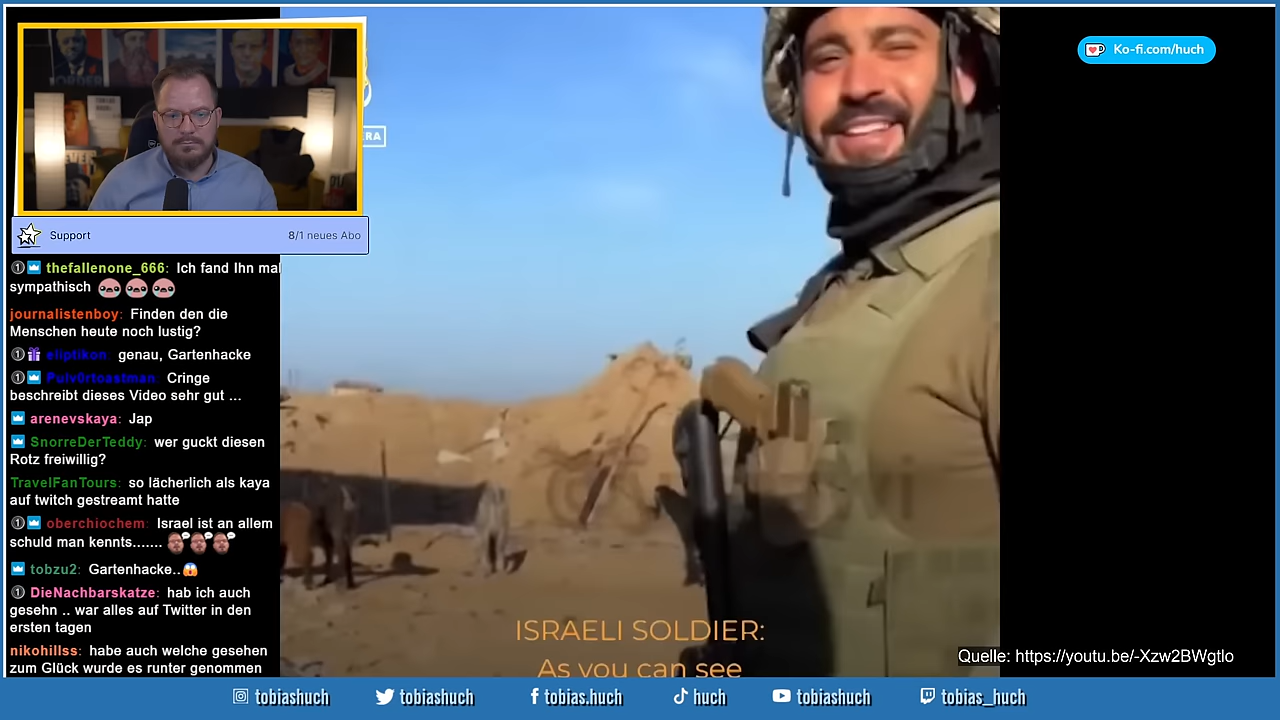 Ko-fi.com/huch
RA
Support 8/1 neues Abo
thefallenone_666: Ich fand Ihn mal
sympathisch
journalistenboy: Finden den die
Menschen heute noch lustig?
eliptikon: genau, Gartenhacke
Pulv0rtoastman: Cringe
beschreibt dieses Video sehr gut ...
arenevskaya: Jap
SnorreDerTeddy: wer guckt diesen
Rotz freiwillig?
TravelFanTours: so lächerlich als kaya
auf twitch gestreamt hatte
oberchiochem: Israel ist an allem
schuld man kennts.......
tobzu2: Gartenhacke..
DieNachbarskatze: hab ich auch
gesehn .. war alles auf Twitter in den
ersten tagen
nikohillss: habe auch welche gesehen
zum Glück wurde es runter genommen
ISRAELI SOLDIER:
As you can see
Quelle: https://youtu.be/-Xzw2BWgtlo
tobiashuch tobiashuch tobias.huch huch tobiashuch tobias_huch